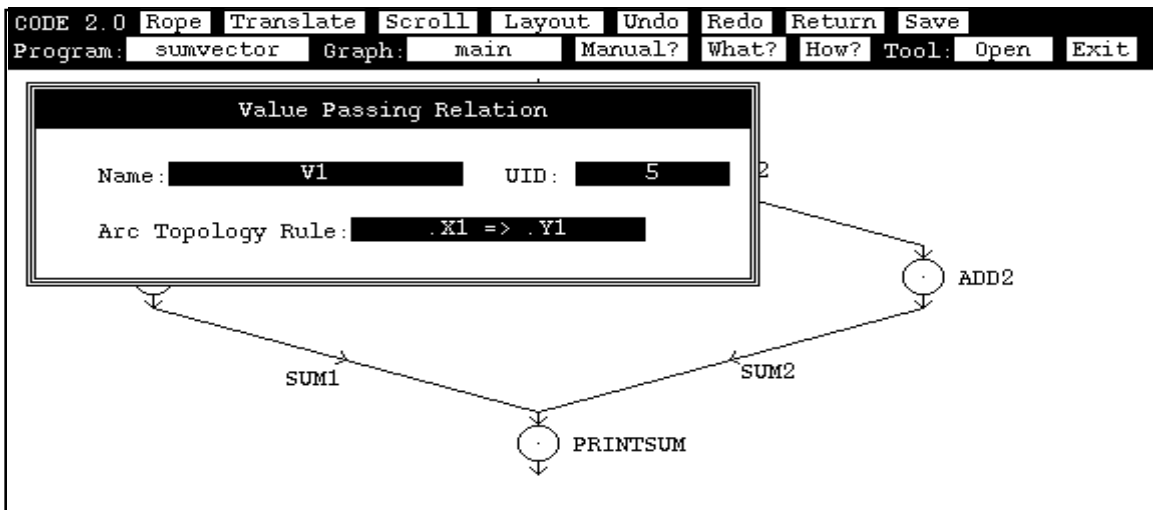 CODE 2.0 Rope Translate Scroll Layout Undo Redo Return Save
Program: sumvector Graph: main Manual? What? How? Tool: Open Exit
Value Passing Relation
Name: V1 UID: 5
2
Arc Topology Rule: .X1 => .Y1
ADD2
SUM1
SUM2
PRINTSUM